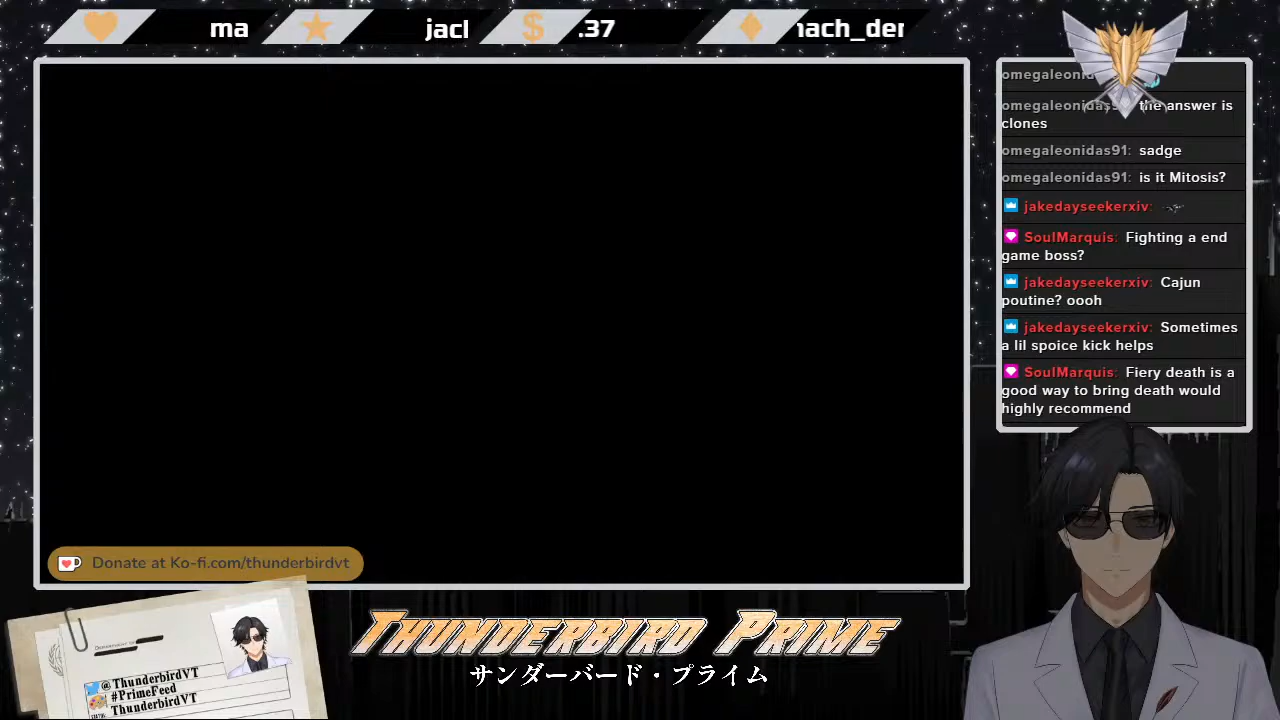 ma
jacl
.37
nach_der
omegaleonidas91: the answer is
clones
omegaleonidas91: sadge
omegaleonidas91: is it Mitosis?
jakedayseekerxiv:
SoulMarquis: Fighting a end
game boss?
jakedayseekerxiv: Cajun
poutine? oooh
jakedayseekerxiv: Sometimes
a lil spoice kick helps
SoulMarquis: Fiery death is a
good way to bring death would
highly recommend
Donate at Ko-fi.com/thunderbirdvt
@ThunderbirdVT
#PrimeFeed
ThunderbirdVT
THUNDERBIRD PRIME
サンダーバード・プライム